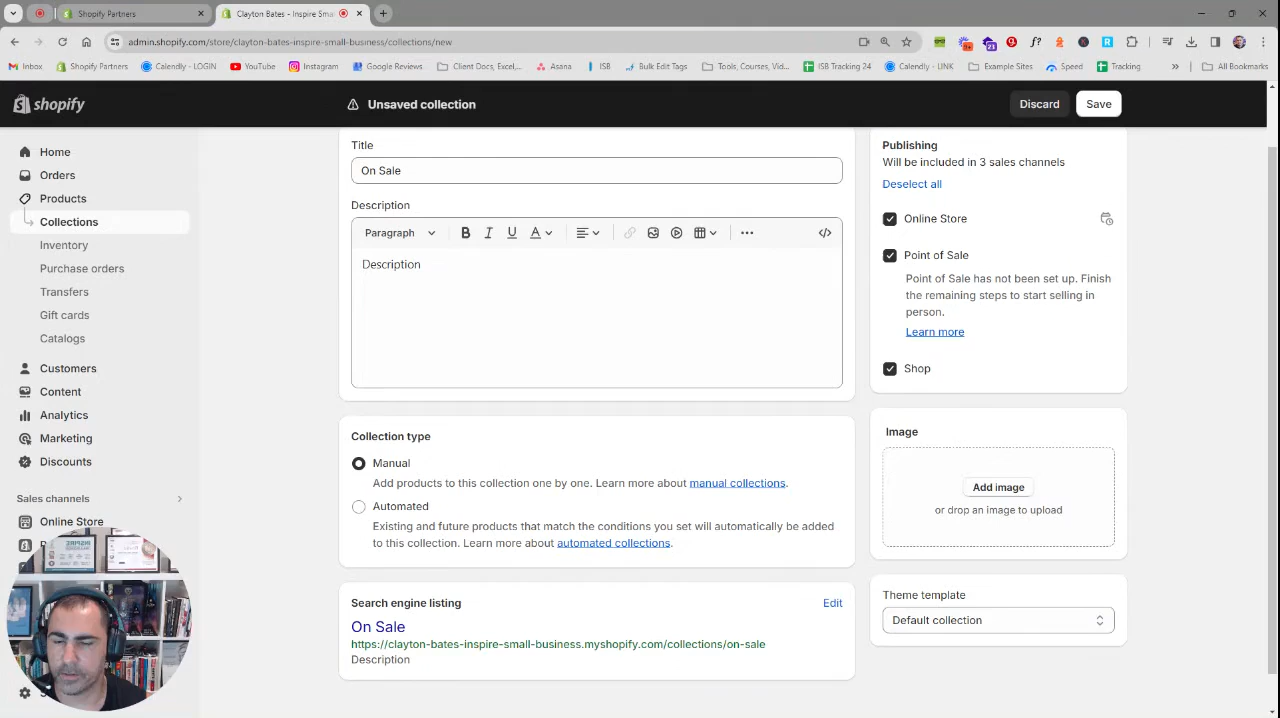 Shopify Partners
Clayton Bates - Inspire Smal
admin.shopify.com/store/clayton-bates-inspire-small-business/collections/new
Inbox
Shopify Partners
Calendly - LOGIN
YouTube
Instagram
Google Reviews
Client Docs, Excel,...
Asana
ISB
Bulk Edit Tags
Tools, Courses, Vid...
ISB Tracking 24
Calendly - LINK
Example Sites
Speed
Tracking
»
All Bookmarks
shopify
Unsaved collection
Discard
Save
Home
Orders
Products
Collections
Inventory
Purchase orders
Transfers
Gift cards
Catalogs
Customers
Content
Analytics
Marketing
Discounts
Sales channels
Online Store
Title
On Sale
Description
Paragraph
B
I
U
A
Description
Collection type
Manual
Add products to this collection one by one. Learn more about manual collections.
Automated
Existing and future products that match the conditions you set will automatically be added
to this collection. Learn more about automated collections.
Search engine listing
Edit
On Sale
https://clayton-bates-inspire-small-business.myshopify.com/collections/on-sale
Description
Publishing
Will be included in 3 sales channels
Deselect all
Online Store
Point of Sale
Point of Sale has not been set up. Finish
the remaining steps to start selling in
person.
Learn more
Shop
Image
Add image
or drop an image to upload
Theme template
Default collection